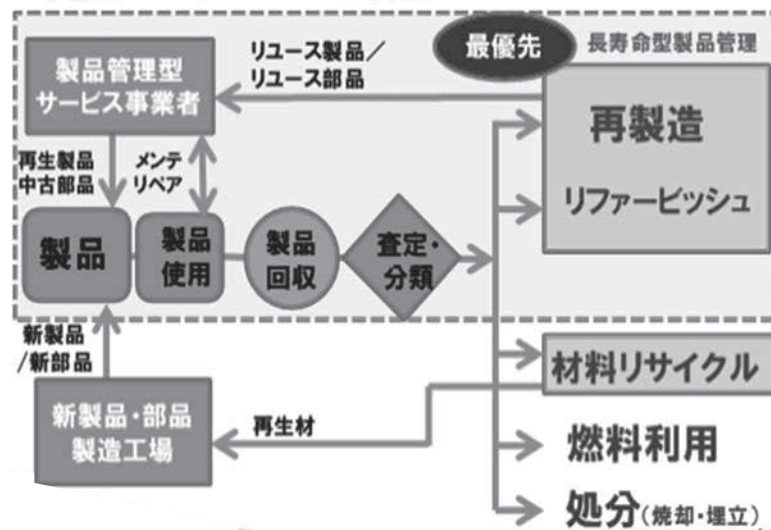 最優先
長寿命型製品管理
製品管理型
サービス事業者
リユース製品／
リユース部品
再製造
リファービッシュ
再生製品
中古部品
メンテ
リペア
製品
製品
使用
製品
回収
査定・
分類
新製品
/新部品
材料リサイクル
新製品・部品
製造工場
再生材
燃料利用
処分(焼却・埋立)